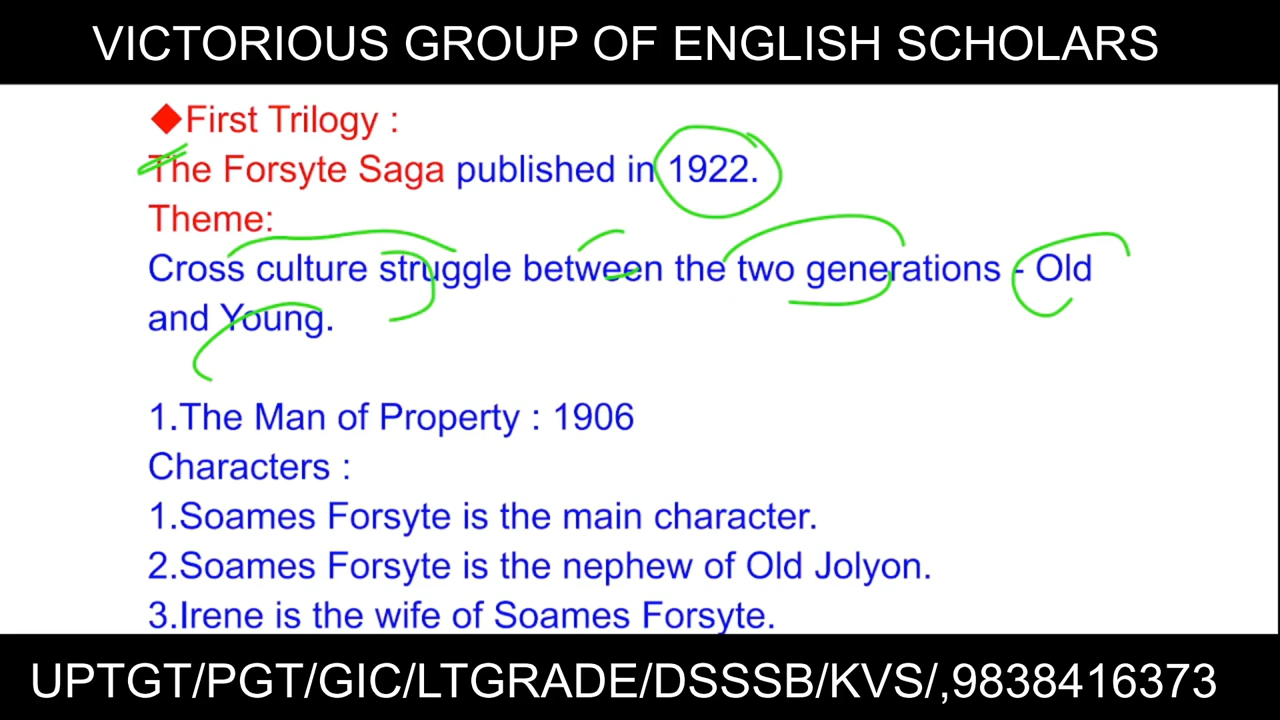 VICTORIOUS GROUP OF ENGLISH SCHOLARS
◆First Trilogy :
The Forsyte Saga published in 1922.
Theme:
Cross culture struggle between the two generations - Old
and Young.
1.The Man of Property : 1906
Characters :
1.Soames Forsyte is the main character.
2.Soames Forsyte is the nephew of Old Jolyon.
3.Irene is the wife of Soames Forsyte.
UPTGT/PGT/GIC/LTGRADE/DSSSB/KVS/,9838416373